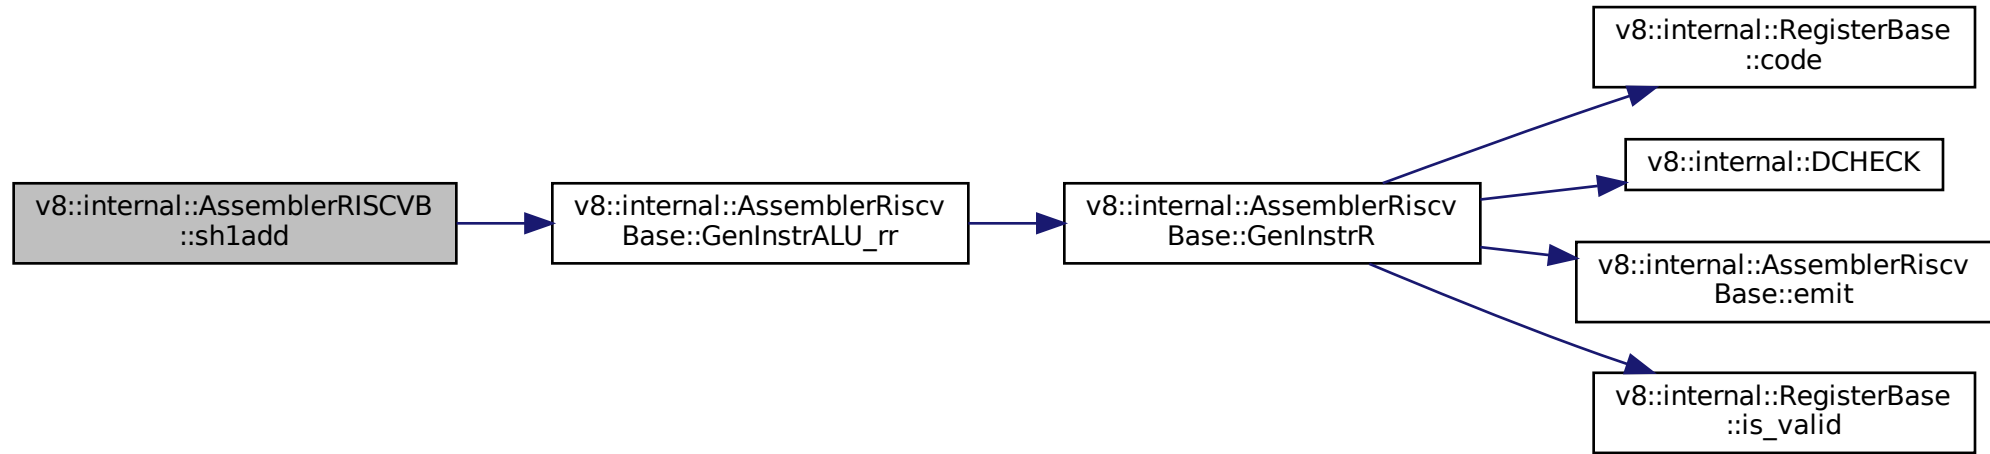 v8::internal::AssemblerRISCVB
::sh1add
v8::internal::AssemblerRiscv
Base::GenInstrALU_rr
v8::internal::AssemblerRiscv
Base::GenInstrR
v8::internal::RegisterBase
::code
v8::internal::DCHECK
v8::internal::AssemblerRiscv
Base::emit
v8::internal::RegisterBase
::is_valid